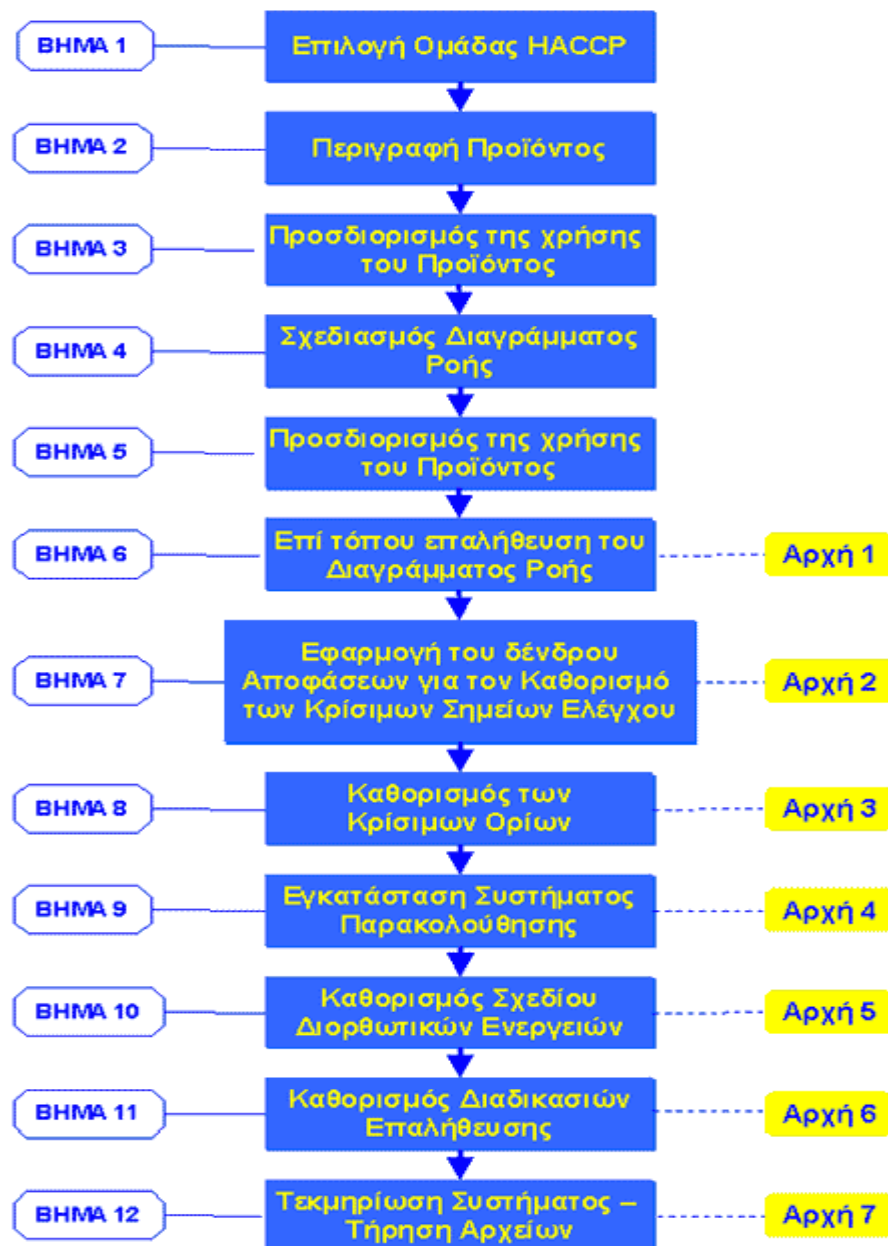 ΒΗΜΑ 1
Επιλογή Ομάδας HACCP
ΒΗΜΑ 2
Περιγραφή Προϊόντος
ΒΗΜΑ 3
Προσδιορισμός της χρήσης
του Προϊόντος
ΒΗΜΑ 4
Σχεδιασμός Διαγράμματος
Ροής
ΒΗΜΑ 5
Προσδιορισμός της χρήσης
του Προϊόντος
ΒΗΜΑ 6
Επί τόπου επαλήθευση του
Διαγράμματος Ροής
Αρχή 1
ΒΗΜΑ 7
Εφαρμογή του δένδρου
Αποφάσεων για τον Καθορισμό
των Κρίσιμων Σημείων Ελέγχου
Αρχή 2
ΒΗΜΑ 8
Καθορισμός των
Κρίσιμων Ορίων
Αρχή 3
ΒΗΜΑ 9
Εγκατάσταση Συστήματος
Παρακολούθησης
Αρχή 4
ΒΗΜΑ 10
Καθορισμός Σχεδίου
Διορθωτικών Ενεργειών
Αρχή 5
ΒΗΜΑ 11
Καθορισμός Διαδικασιών
Επαλήθευσης
Αρχή 6
ΒΗΜΑ 12
Τεκμηρίωση Συστήματος –
Τήρηση Αρχείων
Αρχή 7